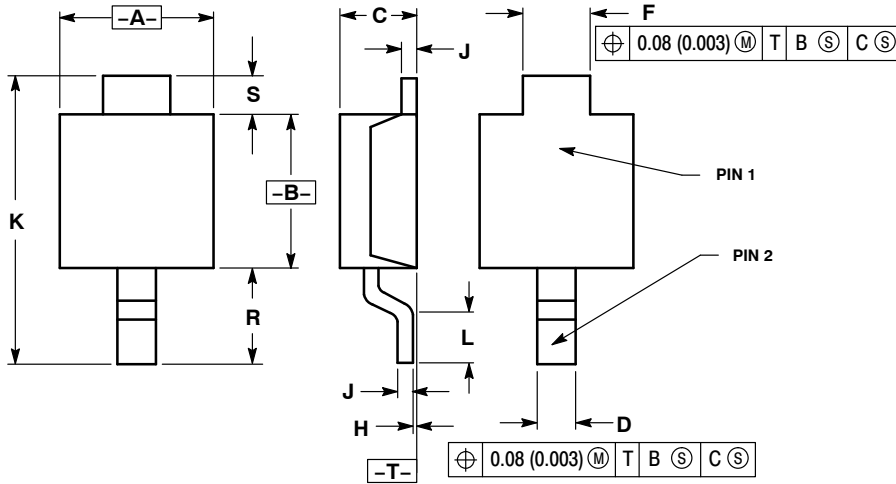 –A–
C
F
⌖ 0.08 (0.003) Ⓜ T B Ⓢ C Ⓢ
J
S
–B–
K
PIN 1
PIN 2
R
L
J
H
D
⌖ 0.08 (0.003) Ⓜ T B Ⓢ C Ⓢ
–T–